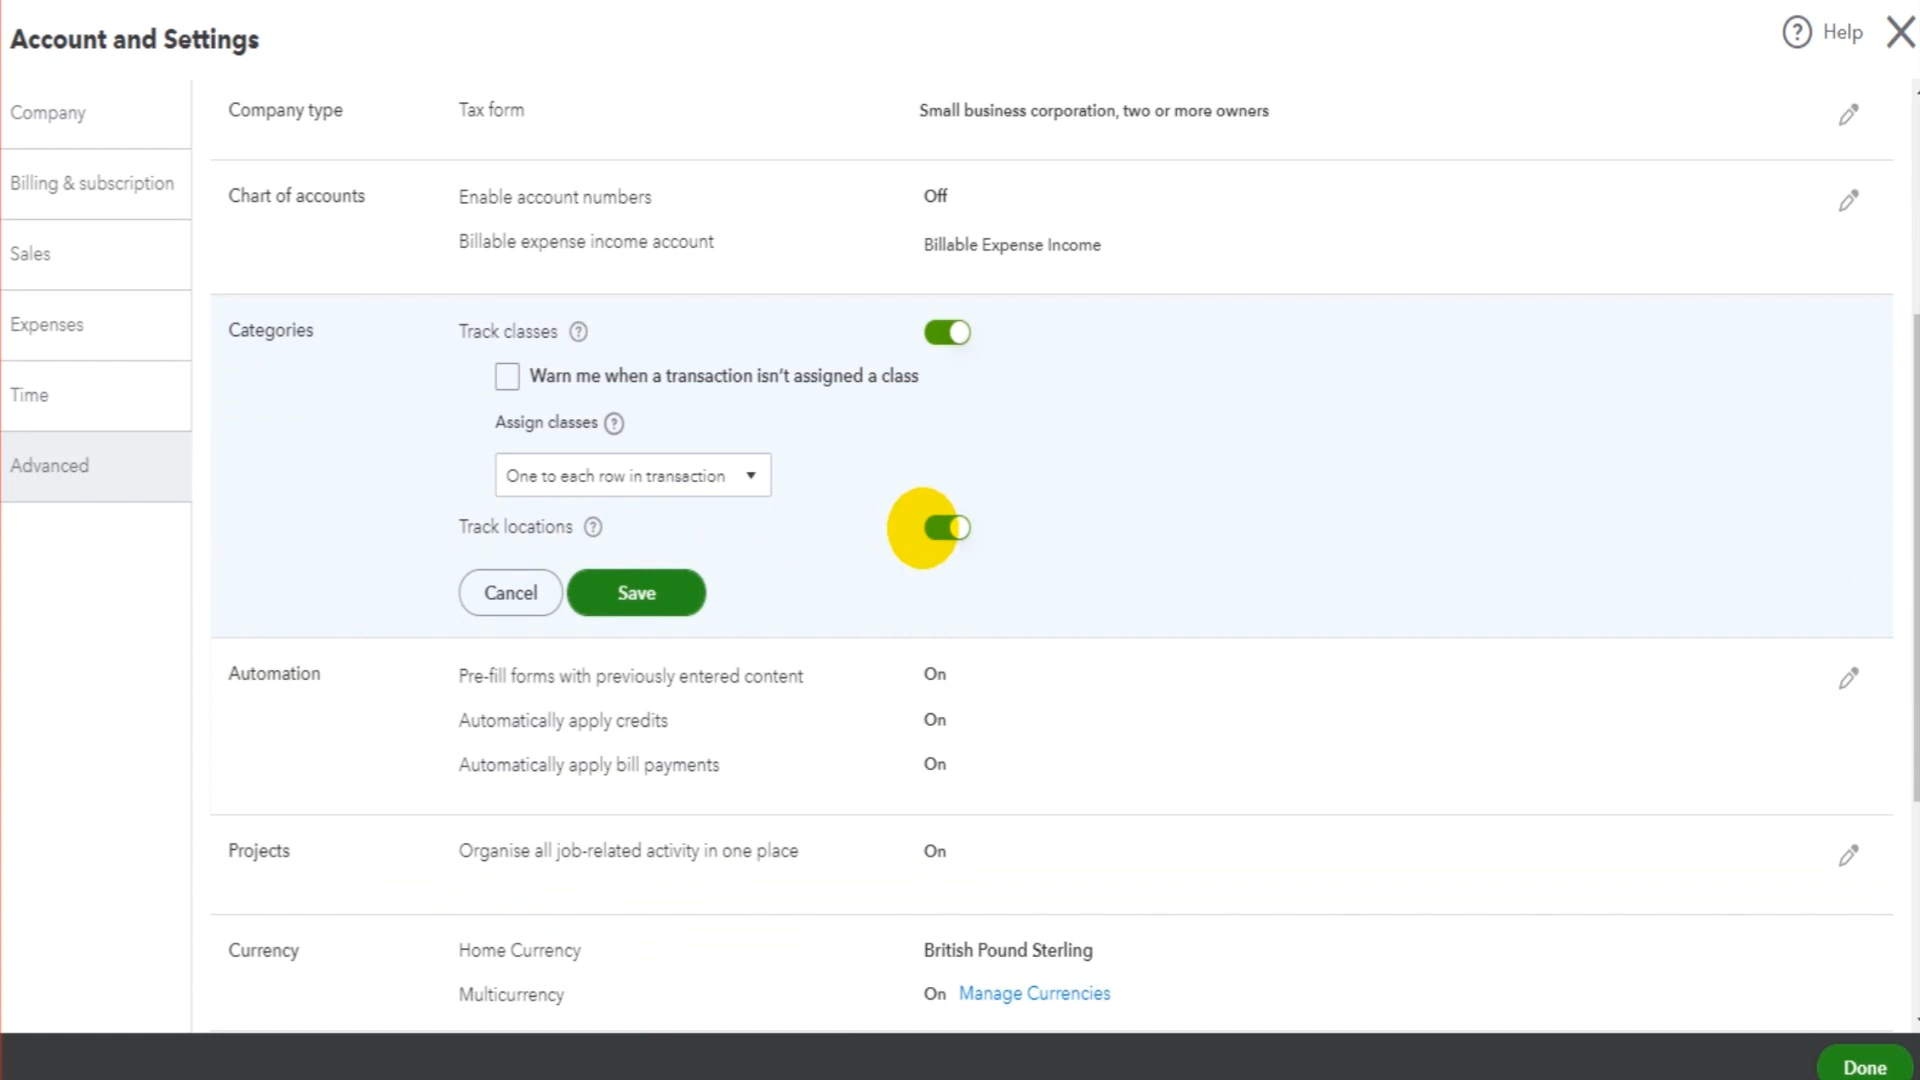 Account and Settings
? Help
Company
Billing & subscription
Sales
Expenses
Time
Advanced
Company type Tax form Small business corporation, two or more owners
Chart of accounts Enable account numbers Off
Billable expense income account Billable Expense Income
Categories Track classes ?
Warn me when a transaction isn't assigned a class
Assign classes ?
One to each row in transaction
Track locations ?
Cancel Save
Automation Pre-fill forms with previously entered content On
Automatically apply credits On
Automatically apply bill payments On
Projects Organise all job-related activity in one place On
Currency Home Currency British Pound Sterling
Multicurrency On Manage Currencies
Done